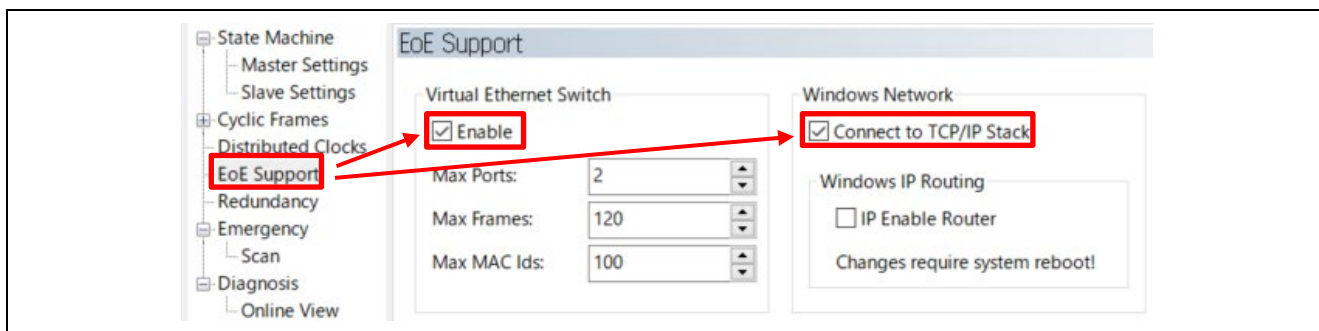 State Machine
Master Settings
Slave Settings
Cyclic Frames
Distributed Clocks
EoE Support
Redundancy
Emergency
Scan
Diagnosis
Online View
EoE Support
Virtual Ethernet Switch
Enable
Max Ports: 2
Max Frames: 120
Max MAC Ids: 100
Windows Network
Connect to TCP/IP Stack
Windows IP Routing
IP Enable Router
Changes require system reboot!